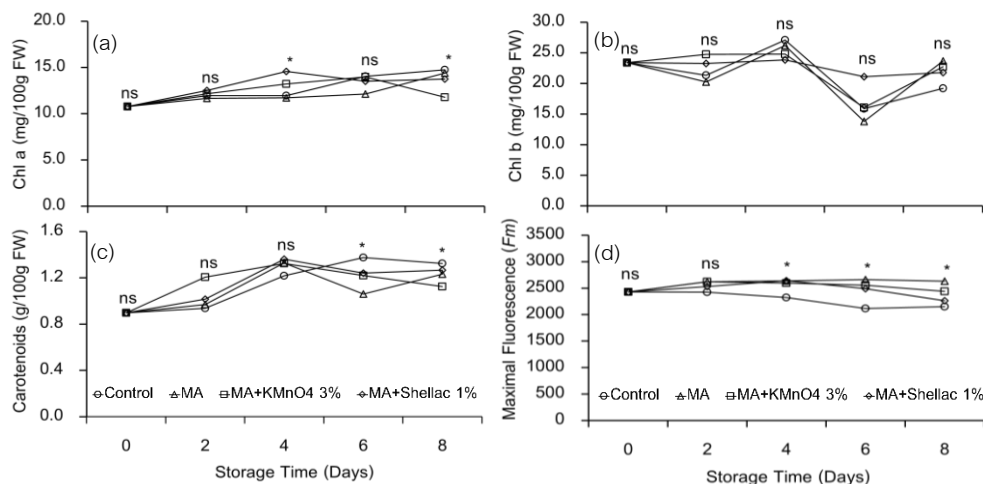 (a)
Chl a (mg/100g FW)
20.0
15.0
10.0
5.0
0.0
ns
ns
*
ns
*
(b)
Chl b (mg/100g FW)
30.0
25.0
20.0
15.0
10.0
5.0
0.0
ns
ns
ns
ns
ns
(c)
Carotenoids (g/100g FW)
1.6
1.2
0.8
0.4
0.0
ns
ns
ns
*
*
Control MA MA+KMnO4 3% MA+Shellac 1%
0 2 4 6 8
Storage Time (Days)
(d)
Maximal Fluorescence (Fm)
3500
3000
2500
2000
1500
1000
500
0
ns
ns
*
*
*
Control MA MA+KMnO4 3% MA+Shellac 1%
0 2 4 6 8
Storage Time (Days)